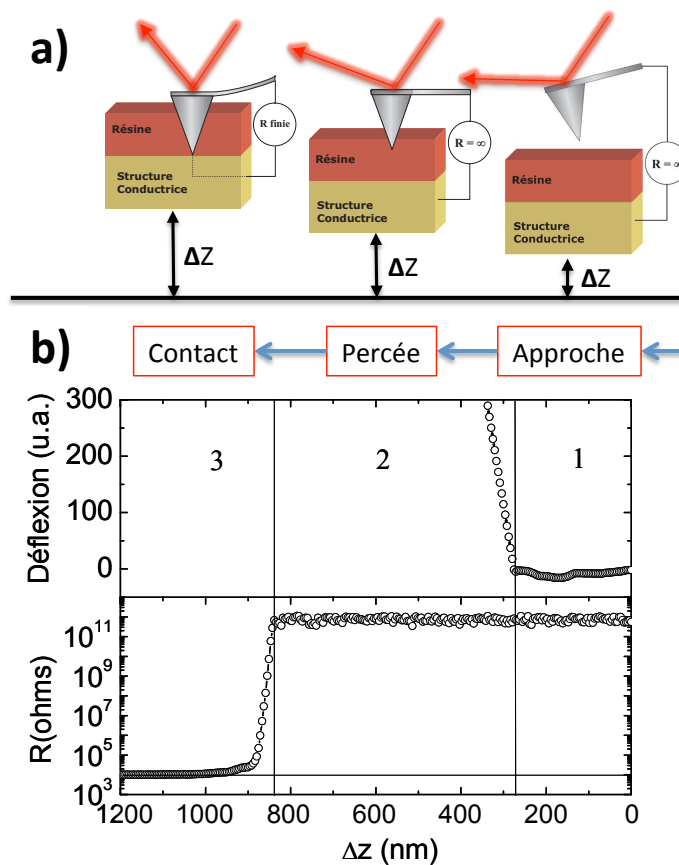 a)
R finie
Résine
Structure
Conductrice
ΔZ
R = ∞
Résine
Structure
Conductrice
ΔZ
R = ∞
Résine
Structure
Conductrice
ΔZ
b)
Contact
Percée
Approche
Déflexion (u.a.)
300
200
100
0
3
2
1
R(ohms)
10^11
10^9
10^7
10^5
10^3
1200 1000 800 600 400 200 0
Δz (nm)